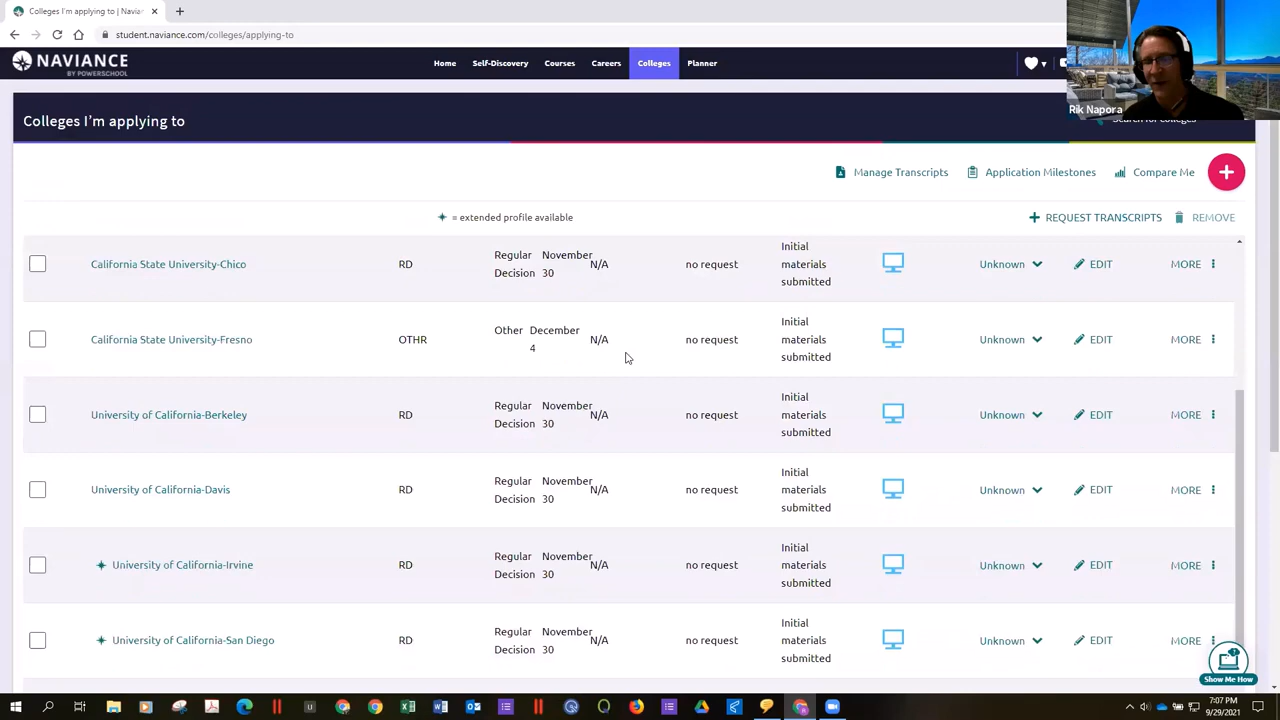 Colleges I'm applying to | Navia
student.naviance.com/colleges/applying-to
NAVIANCE
BY POWERSCHOOL
Home
Self-Discovery
Courses
Careers
Colleges
Planner
Rik Napora
Colleges I'm applying to
Search for colleges
Manage Transcripts
Application Milestones
Compare Me
= extended profile available
REQUEST TRANSCRIPTS
REMOVE
California State University-Chico
RD
Regular
Decision
November
30
N/A
no request
Initial
materials
submitted
Unknown
EDIT
MORE
California State University-Fresno
OTHR
Other
December
4
N/A
no request
Initial
materials
submitted
Unknown
EDIT
MORE
University of California-Berkeley
RD
Regular
Decision
November
30
N/A
no request
Initial
materials
submitted
Unknown
EDIT
MORE
University of California-Davis
RD
Regular
Decision
November
30
N/A
no request
Initial
materials
submitted
Unknown
EDIT
MORE
University of California-Irvine
RD
Regular
Decision
November
30
N/A
no request
Initial
materials
submitted
Unknown
EDIT
MORE
University of California-San Diego
RD
Regular
Decision
November
30
N/A
no request
Initial
materials
submitted
Unknown
EDIT
MORE
Show Me How
7:07 PM
9/29/2021